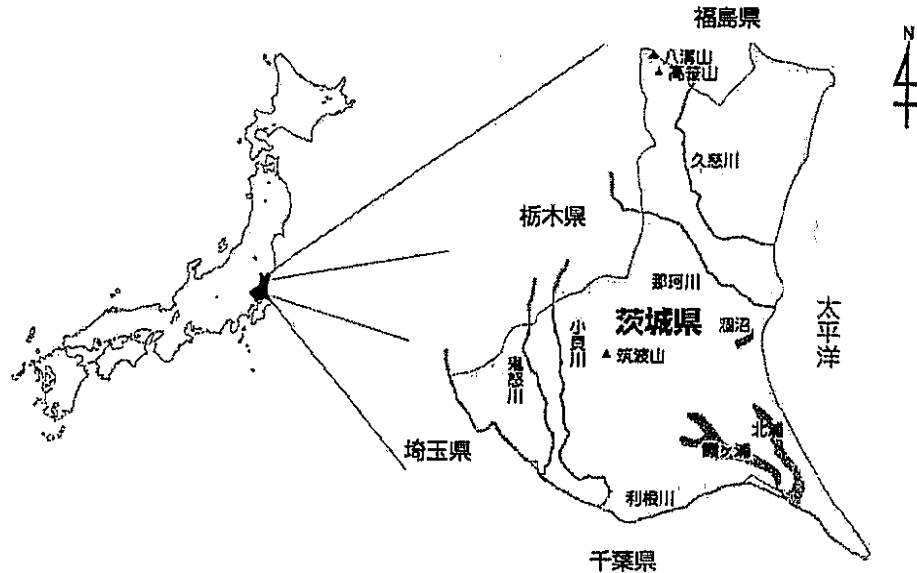 福島県
N
八溝山
高笹山
久慈川
栃木県
那珂川
茨城県
涸沼
太平洋
小貝川
筑波山
鬼怒川
北浦
霞ヶ浦
埼玉県
利根川
千葉県